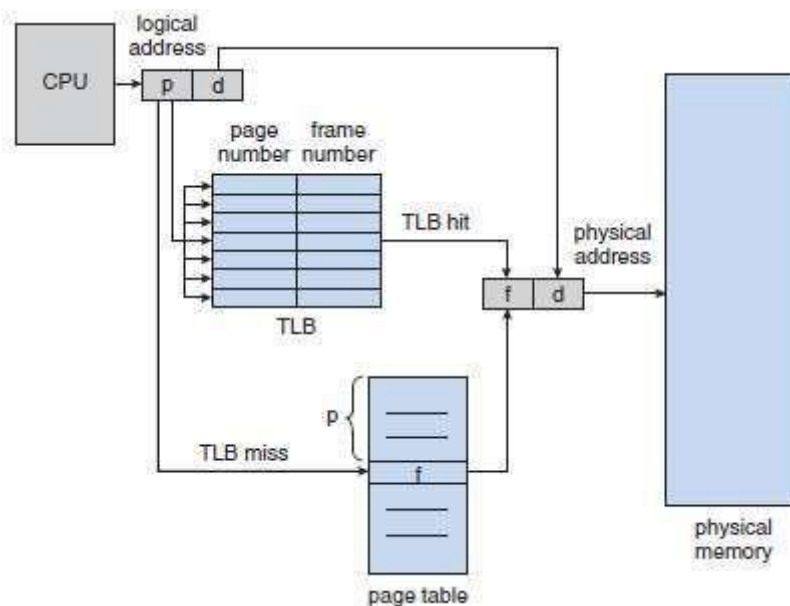 logical
address
CPU
p
d
page
number
frame
number
TLB hit
physical
address
f
d
TLB
p
TLB miss
f
page table
physical
memory